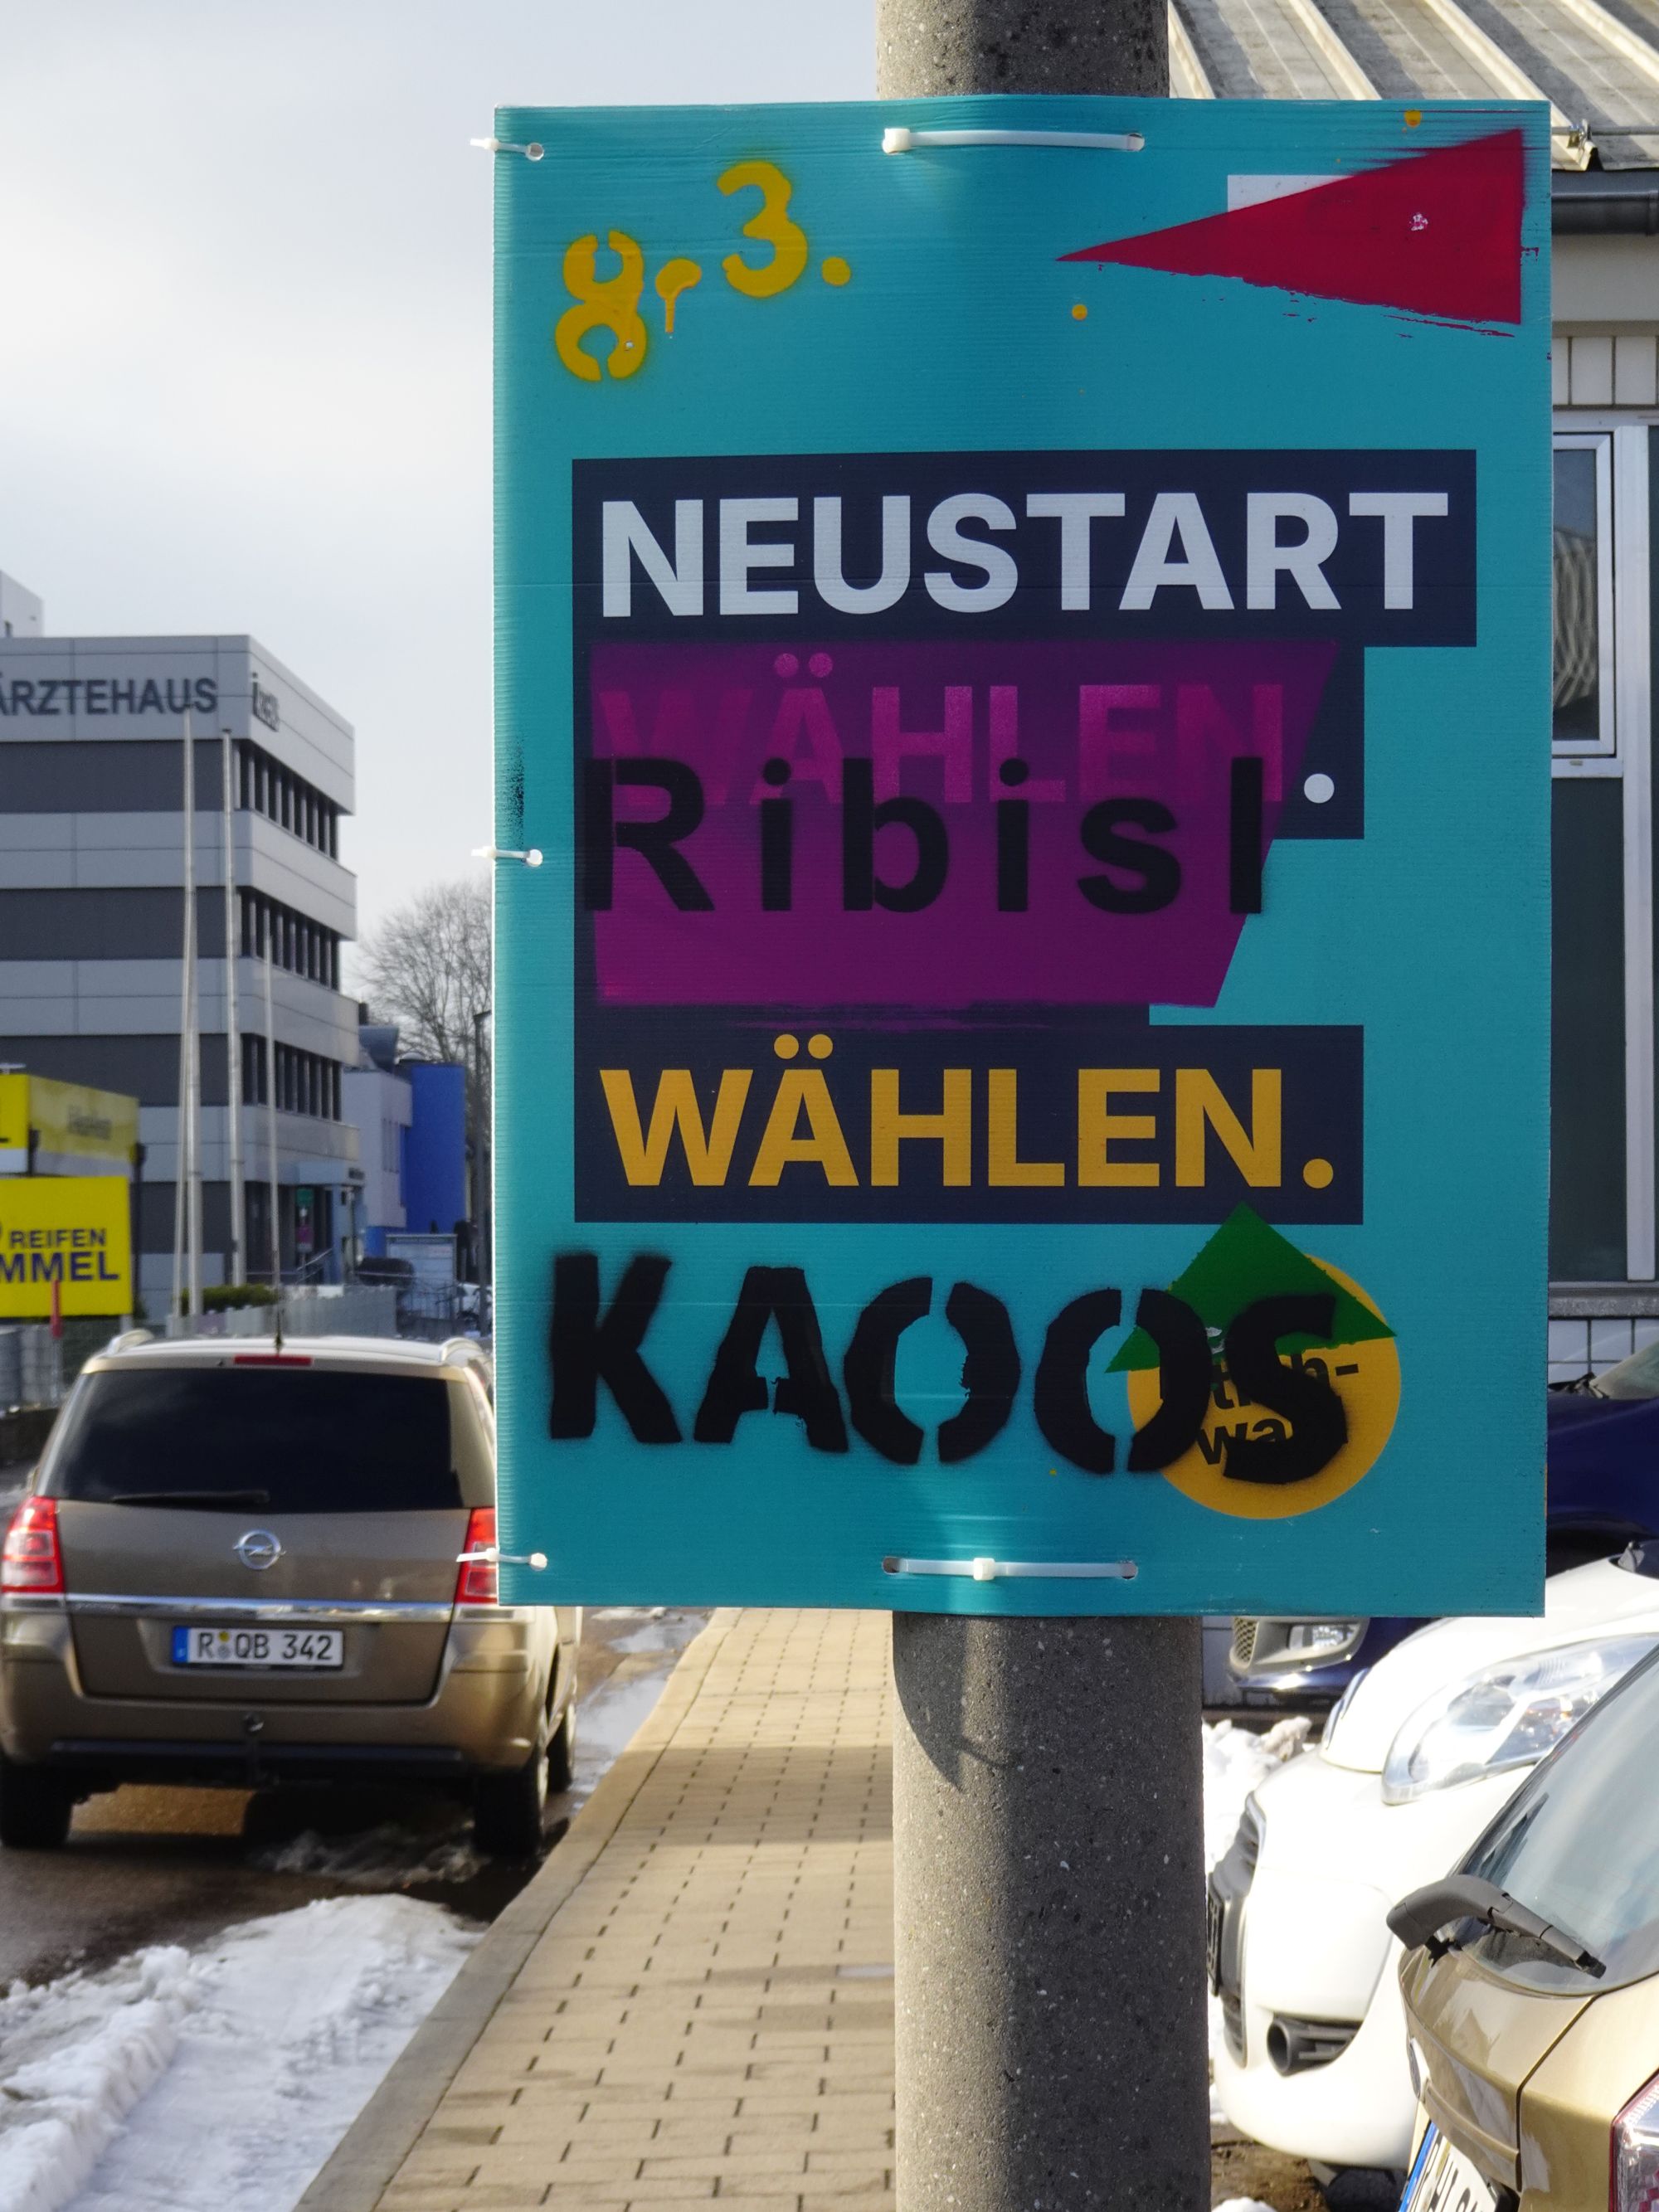 8,3.
NEUSTART
WÄHLEN.
Ribisl
WÄHLEN.
KAOOS
ÄRZTEHAUS
REIFEN
MMEL
R QB 342